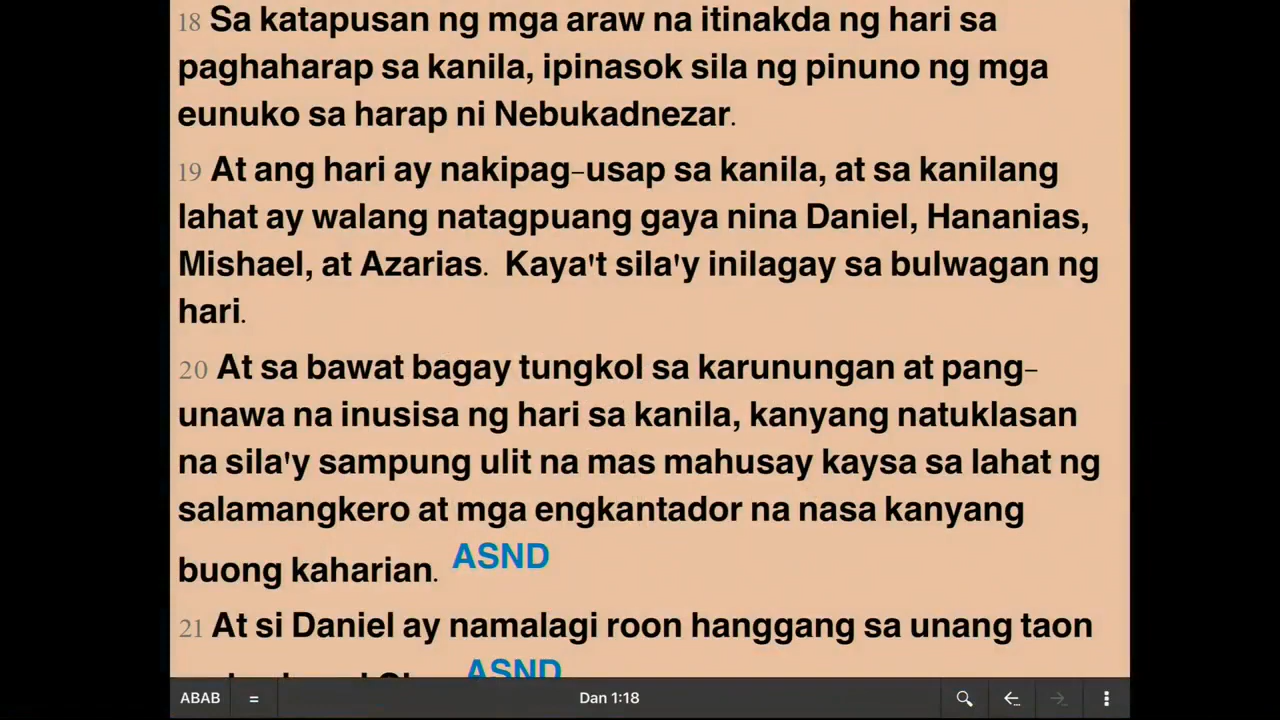 18 Sa katapusan ng mga araw na itinakda ng hari sa
paghaharap sa kanila, ipinasok sila ng pinuno ng mga
eunuko sa harap ni Nebukadnezar.
19 At ang hari ay nakipag-usap sa kanila, at sa kanilang
lahat ay walang natagpuang gaya nina Daniel, Hananias,
Mishael, at Azarias. Kaya't sila'y inilagay sa bulwagan ng
hari.
20 At sa bawat bagay tungkol sa karunungan at pang-
unawa na inusisa ng hari sa kanila, kanyang natuklasan
na sila'y sampung ulit na mas mahusay kaysa sa lahat ng
salamangkero at mga engkantador na nasa kanyang
buong kaharian. ASND
21 At si Daniel ay namalagi roon hanggang sa unang taon
ASND
ABAB = Dan 1:18